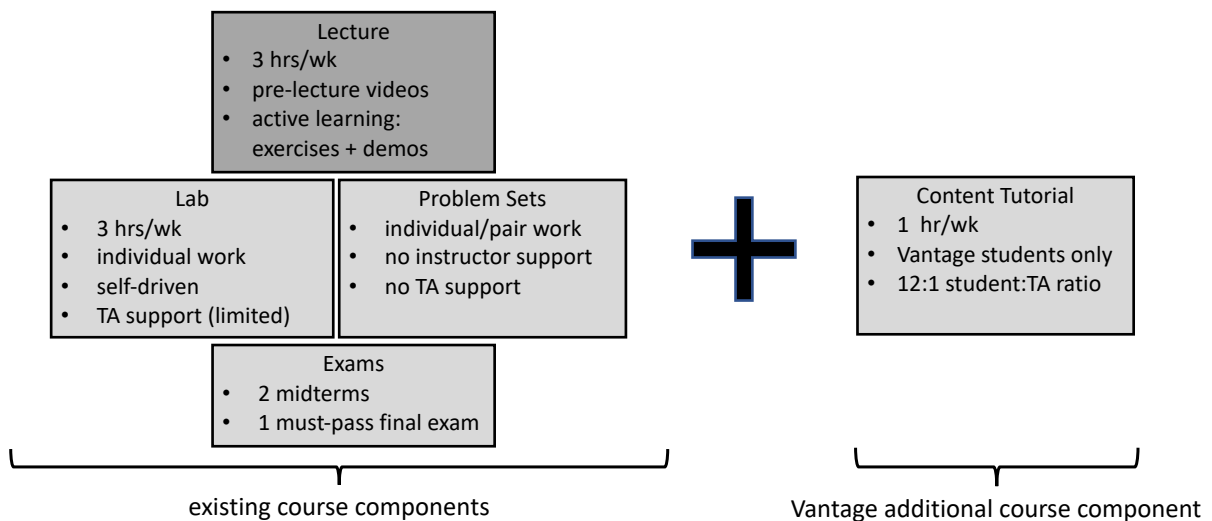 Lecture
• 3 hrs/wk
• pre-lecture videos
• active learning:
exercises + demos
Lab
• 3 hrs/wk
• individual work
• self-driven
• TA support (limited)
Problem Sets
• individual/pair work
• no instructor support
• no TA support
Exams
• 2 midterms
• 1 must-pass final exam
existing course components
Content Tutorial
• 1 hr/wk
• Vantage students only
• 12:1 student:TA ratio
Vantage additional course component